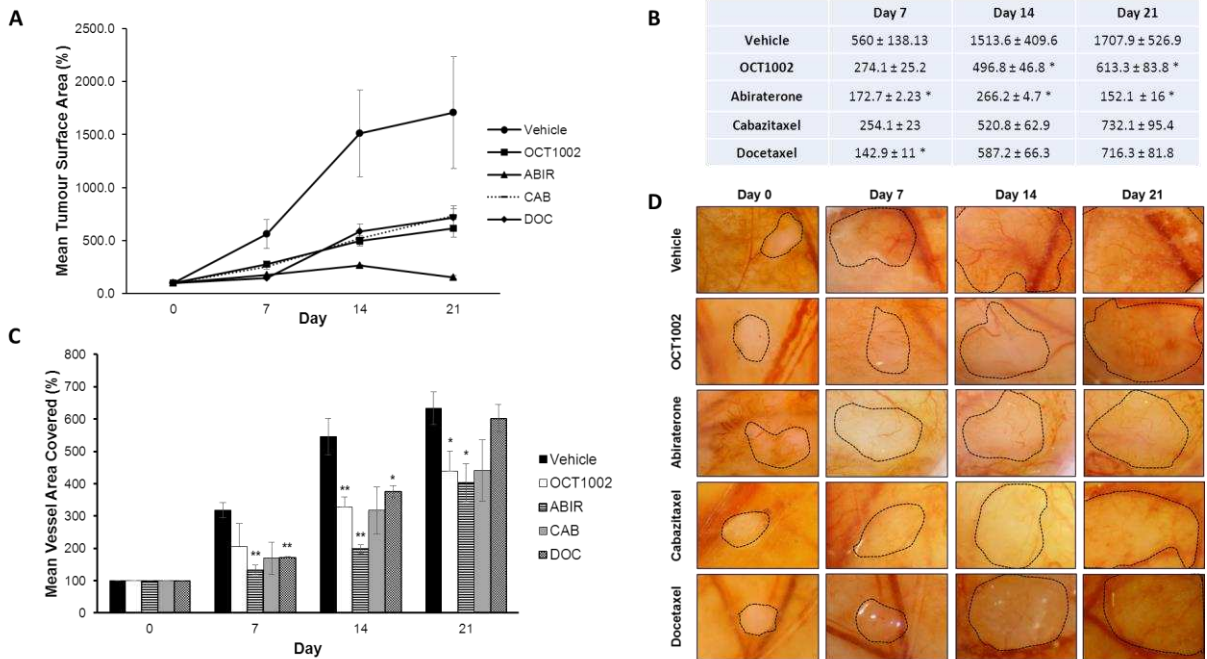 A
Mean Tumour Surface Area (%)
2500.0
2000.0
1500.0
1000.0
500.0
0.0
0 7 14 21
Day
Vehicle
OCT1002
ABIR
CAB
DOC
B
Day 7 Day 14 Day 21
Vehicle 560 ± 138.13 1513.6 ± 409.6 1707.9 ± 526.9
OCT1002 274.1 ± 25.2 496.8 ± 46.8 * 613.3 ± 83.8 *
Abiraterone 172.7 ± 2.23 * 266.2 ± 4.7 * 152.1 ± 16 *
Cabazitaxel 254.1 ± 23 520.8 ± 62.9 732.1 ± 95.4
Docetaxel 142.9 ± 11 * 587.2 ± 66.3 716.3 ± 81.8
C
Mean Vessel Area Covered (%)
800
700
600
500
400
300
200
100
0
** **
** ** *
* *
0 7 14 21
Day
Vehicle
OCT1002
ABIR
CAB
DOC
D
Day 0 Day 7 Day 14 Day 21
Vehicle
OCT1002
Abiraterone
Cabazitaxel
Docetaxel